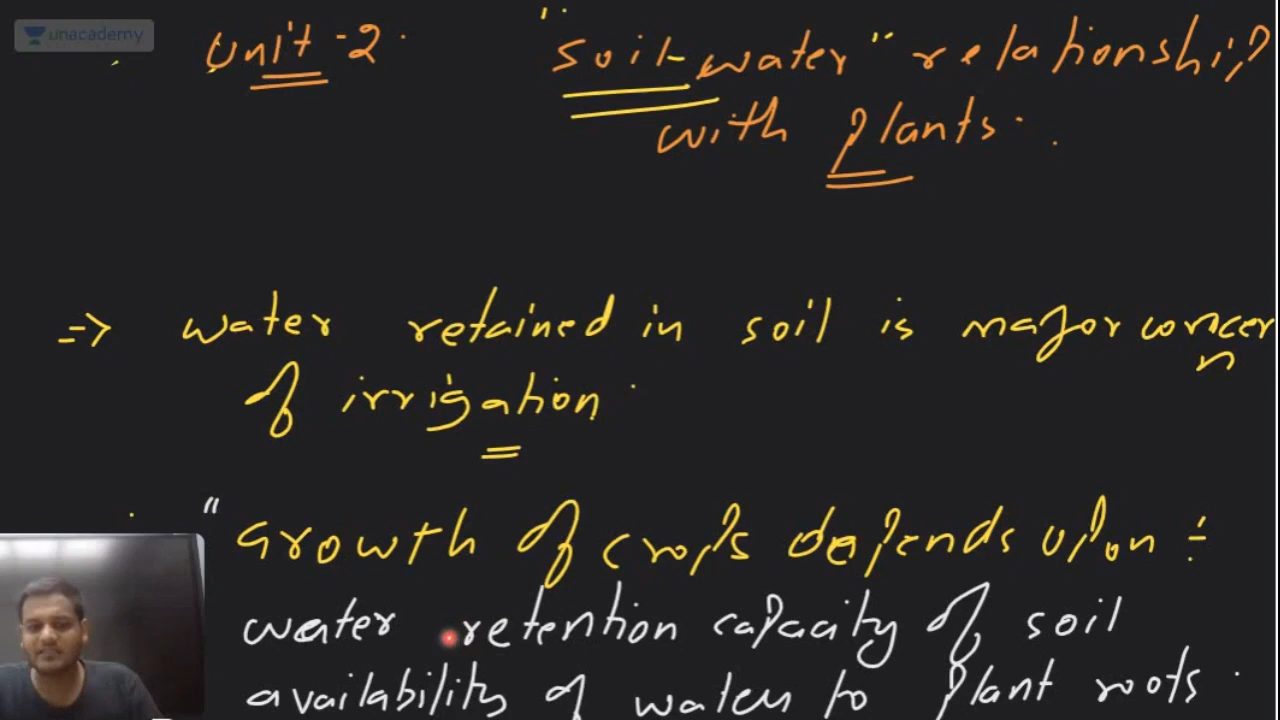 unacademy
Unit-2.
"soil-water" relationship
with plants.
=> water retained in soil is major concern
of irrigation.
"Growth of crops depends upon ÷
water retention capacity of soil
availability of water to plant roots.